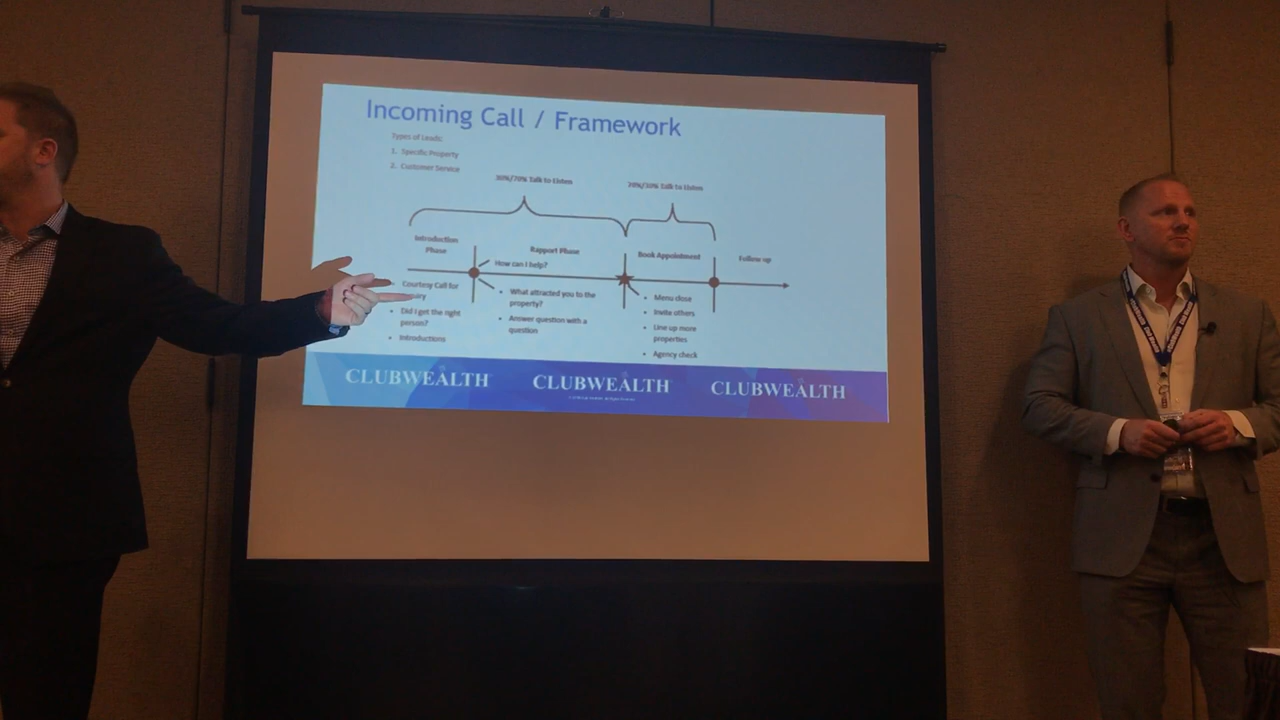 Incoming Call / Framework
Types of Leads:
1. Specific Property
2. Customer Service
30%/70% Talk to Listen
70%/30% Talk to Listen
Introduction
Phase
Rapport Phase
Book Appointment
Follow up
How can I help?
• Courtesy Call for
• Did I get the right
person?
• Introductions
• What attracted you to the
property?
• Answer question with a
question
• Menu close
• Invite others
• Line up more
properties
• Agency check
CLUBWEALTH CLUBWEALTH CLUBWEALTH